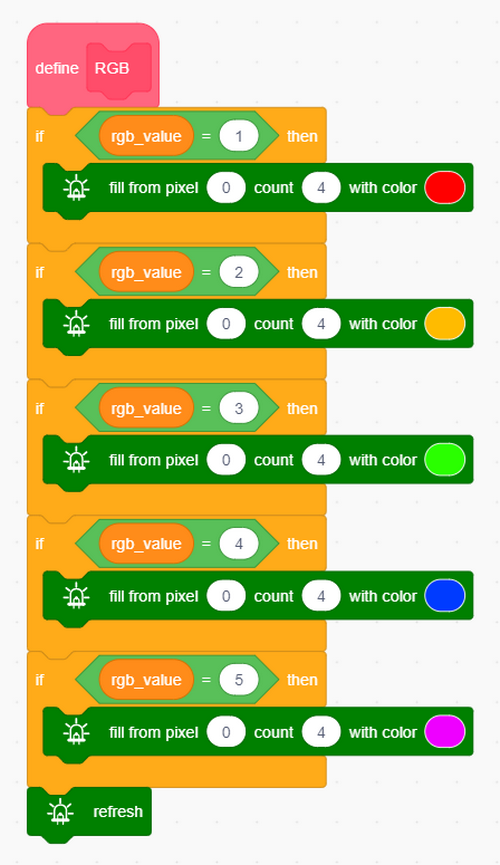 define RGB
if rgb_value = 1 then
fill from pixel 0 count 4 with color
if rgb_value = 2 then
fill from pixel 0 count 4 with color
if rgb_value = 3 then
fill from pixel 0 count 4 with color
if rgb_value = 4 then
fill from pixel 0 count 4 with color
if rgb_value = 5 then
fill from pixel 0 count 4 with color
refresh